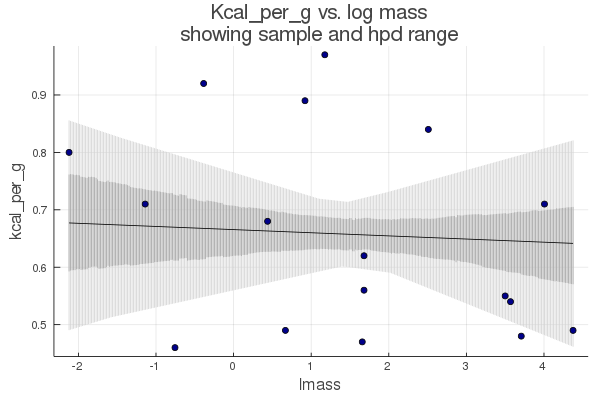 Kcal_per_g vs. log mass
showing sample and hpd range
kcal_per_g
0.9
0.8
0.7
0.6
0.5
-2 -1 0 1 2 3 4
lmass